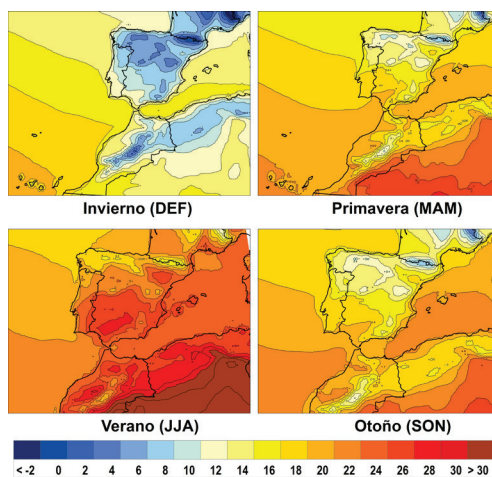 Invierno (DEF) Primavera (MAM)
Verano (JJA) Otoño (SON)
< -2 0 2 4 6 8 10 12 14 16 18 20 22 24 26 28 30 > 30